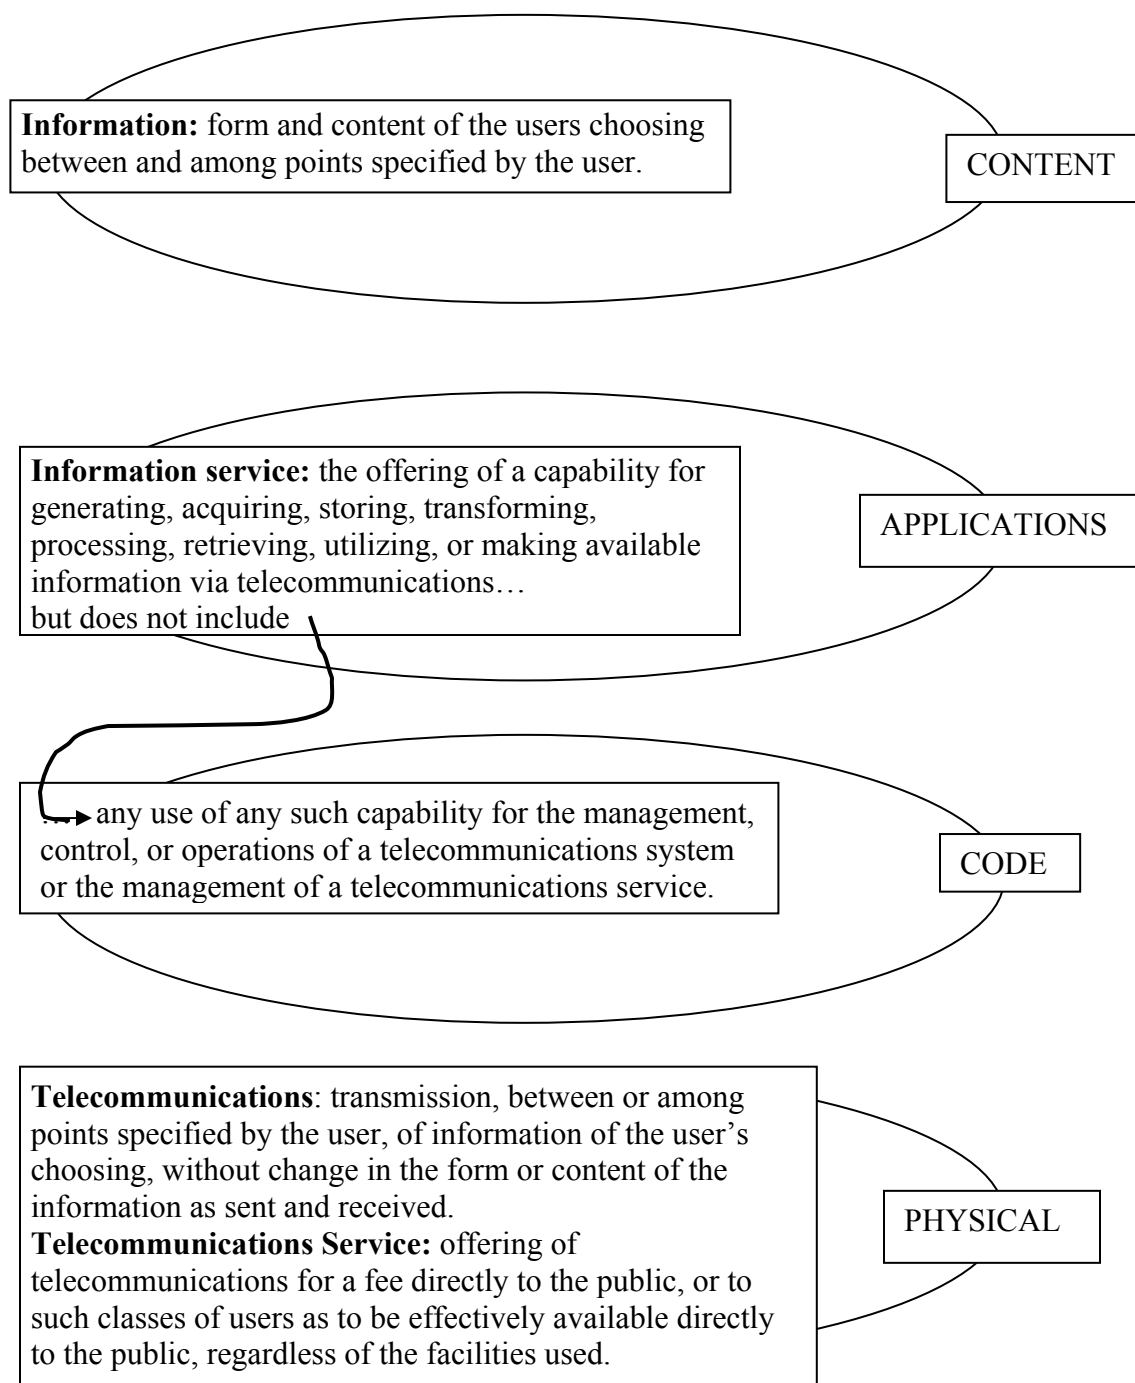 Information: form and content of the users choosing
between and among points specified by the user.
CONTENT
Information service: the offering of a capability for
generating, acquiring, storing, transforming,
processing, retrieving, utilizing, or making available
information via telecommunications…
but does not include
APPLICATIONS
… any use of any such capability for the management,
control, or operations of a telecommunications system
or the management of a telecommunications service.
CODE
Telecommunications: transmission, between or among
points specified by the user, of information of the user’s
choosing, without change in the form or content of the
information as sent and received.
Telecommunications Service: offering of
telecommunications for a fee directly to the public, or to
such classes of users as to be effectively available directly
to the public, regardless of the facilities used.
PHYSICAL